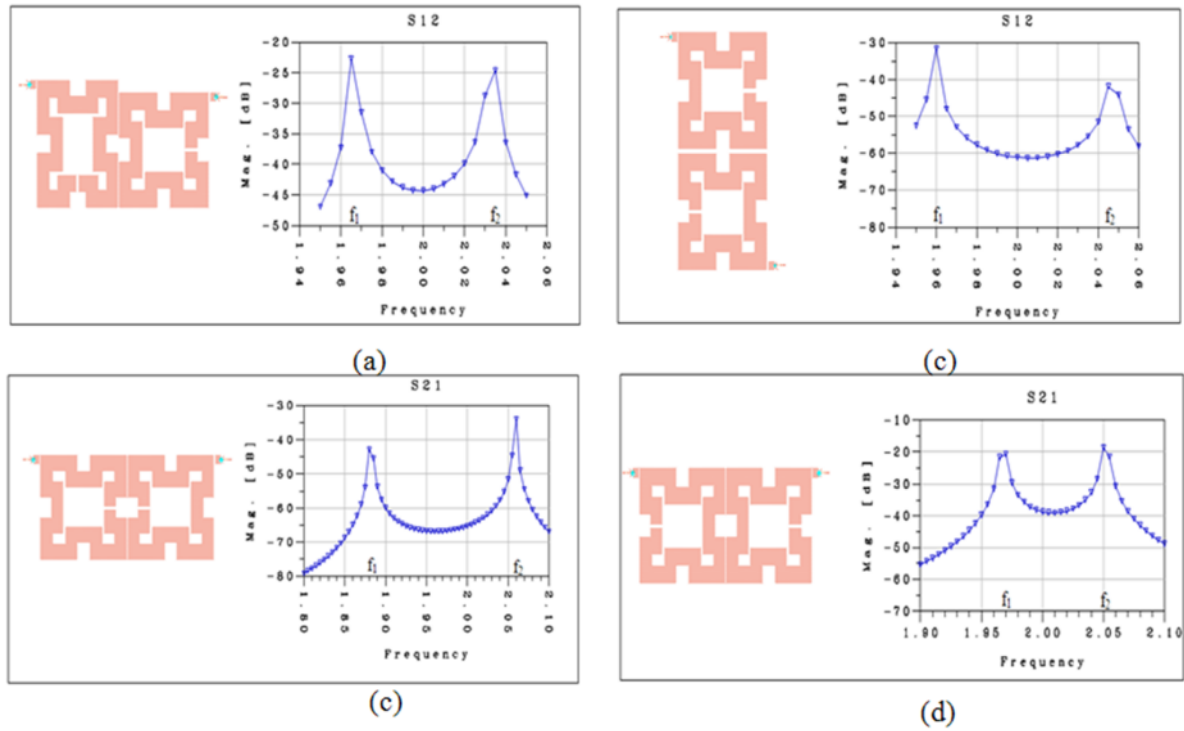 S12
Mag. [dB]
-20
-25
-30
-35
-40
-45
-50
f1
f2
1.94
1.96
1.98
2.00
2.02
2.04
2.06
Frequency
(a)
S12
Mag. [dB]
-30
-40
-50
-60
-70
-80
f1
f2
1.94
1.96
1.98
2.00
2.02
2.04
2.06
Frequency
(c)
S21
Mag. [dB]
-30
-40
-50
-60
-70
-80
f1
f2
1.80
1.85
1.90
1.95
2.00
2.05
2.10
Frequency
(c)
S21
Mag. [dB]
-10
-20
-30
-40
-50
-60
-70
f1
f2
1.90
1.95
2.00
2.05
2.10
Frequency
(d)